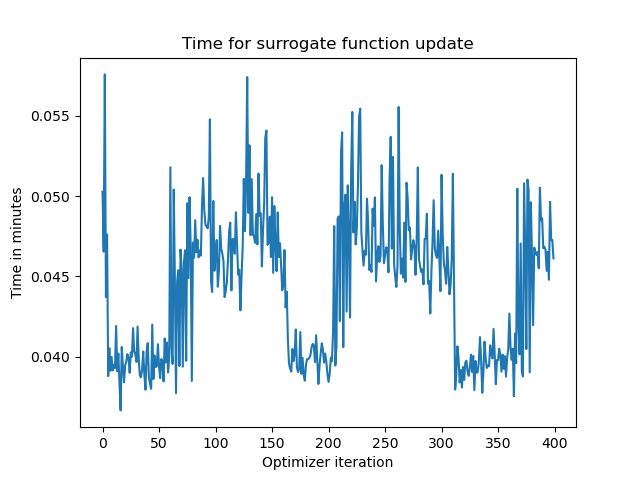 Time for surrogate function update
Time in minutes
0.055
0.050
0.045
0.040
0 50 100 150 200 250 300 350 400
Optimizer iteration